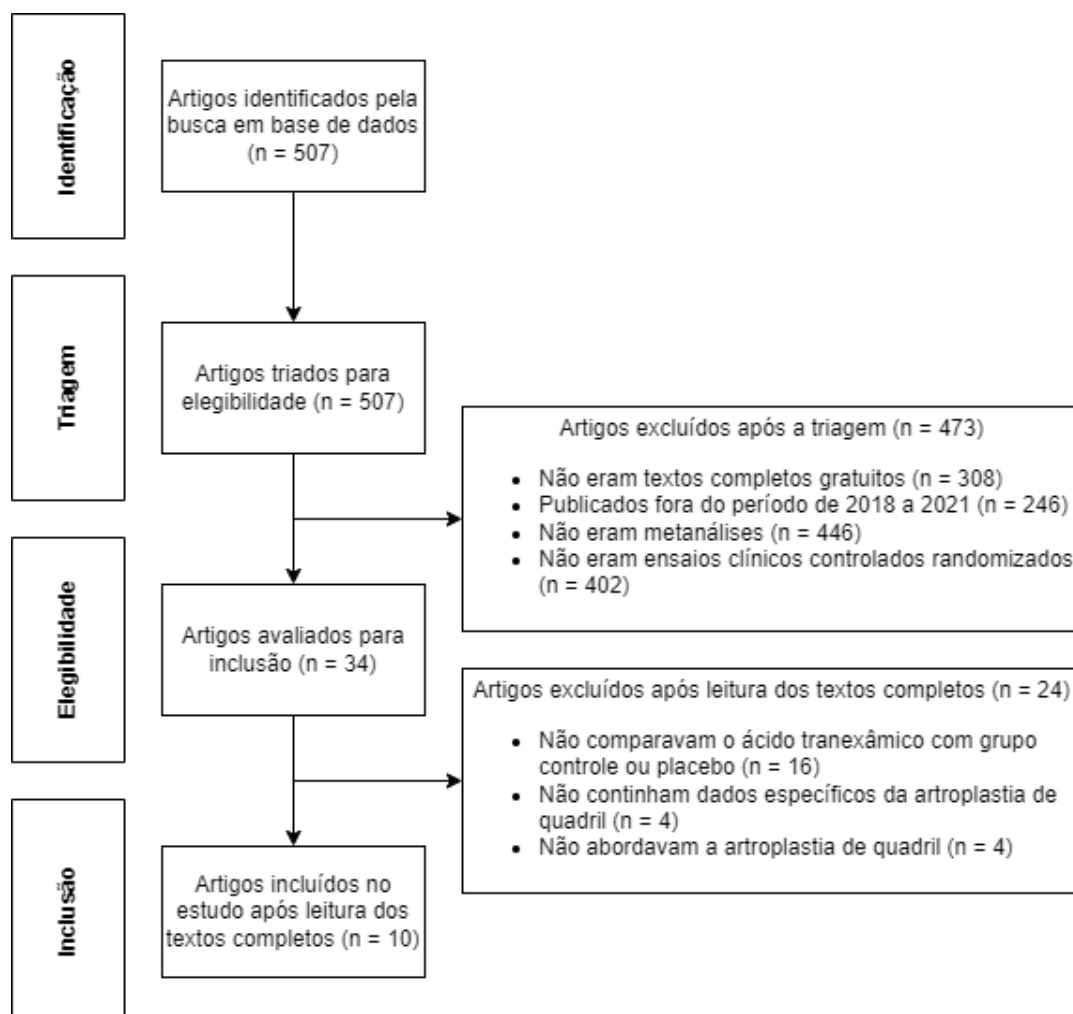 Identificação
Artigos identificados pela
busca em base de dados
(n = 507)
Triagem
Artigos triados para
elegibilidade (n = 507)
Artigos excluídos após a triagem (n = 473)
• Não eram textos completos gratuitos (n = 308)
• Publicados fora do período de 2018 a 2021 (n = 246)
• Não eram metanálises (n = 446)
• Não eram ensaios clínicos controlados randomizados
(n = 402)
Elegibilidade
Artigos avaliados para
inclusão (n = 34)
Artigos excluídos após leitura dos textos completos (n = 24)
• Não comparavam o ácido tranexâmico com grupo
controle ou placebo (n = 16)
• Não continham dados específicos da artroplastia de
quadril (n = 4)
• Não abordavam a artroplastia de quadril (n = 4)
Inclusão
Artigos incluídos no
estudo após leitura dos
textos completos (n = 10)